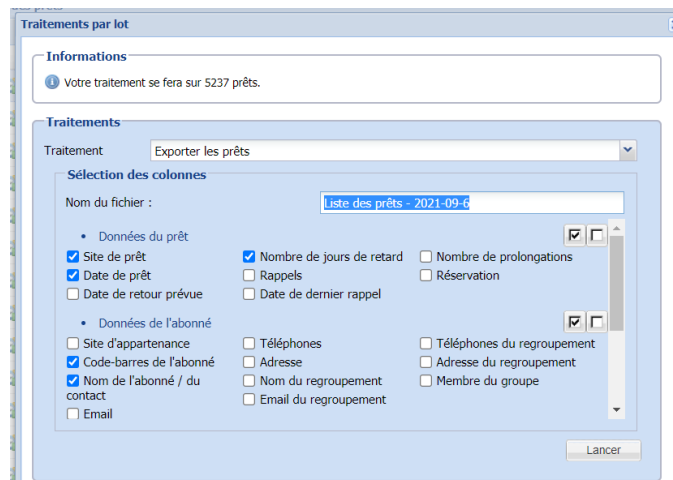 Traitements par lot
Informations
Votre traitement se fera sur 5237 prêts.
Traitements
Traitement Exporter les prêts
Sélection des colonnes
Nom du fichier : Liste des prêts - 2021-09-6
• Données du prêt
Site de prêt Nombre de jours de retard Nombre de prolongations
Date de prêt Rappels Réservation
Date de retour prévue Date de dernier rappel
• Données de l'abonné
Site d'appartenance Téléphones Téléphones du regroupement
Code-barres de l'abonné Adresse Adresse du regroupement
Nom de l'abonné / du Nom du regroupement Membre du groupe
contact Email du regroupement
Email
Lancer